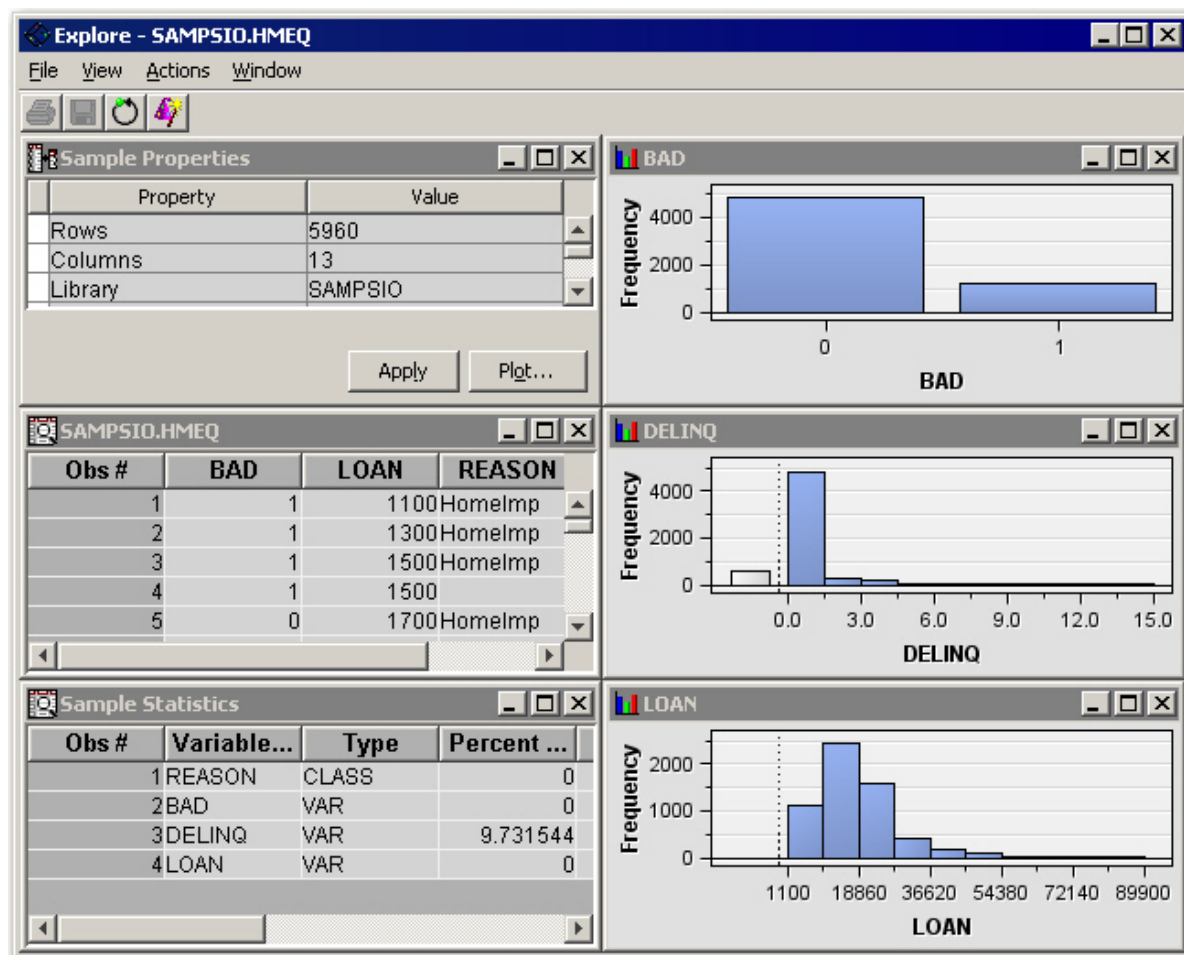 Explore - SAMPSIO.HMEQ
File View Actions Window
Sample Properties
Property Value
Rows 5960
Columns 13
Library SAMPSIO
Apply Plot...
BAD
Frequency
4000
2000
0
0 1
BAD
SAMPSIO.HMEQ
Obs # BAD LOAN REASON
1 1 1100 HomeImp
2 1 1300 HomeImp
3 1 1500 HomeImp
4 1 1500
5 0 1700 HomeImp
DELINQ
Frequency
4000
2000
0
0.0 3.0 6.0 9.0 12.0 15.0
DELINQ
Sample Statistics
Obs # Variable... Type Percent ...
1 REASON CLASS 0
2 BAD VAR 0
3 DELINQ VAR 9.731544
4 LOAN VAR 0
LOAN
Frequency
2000
1000
0
1100 18860 36620 54380 72140 89900
LOAN